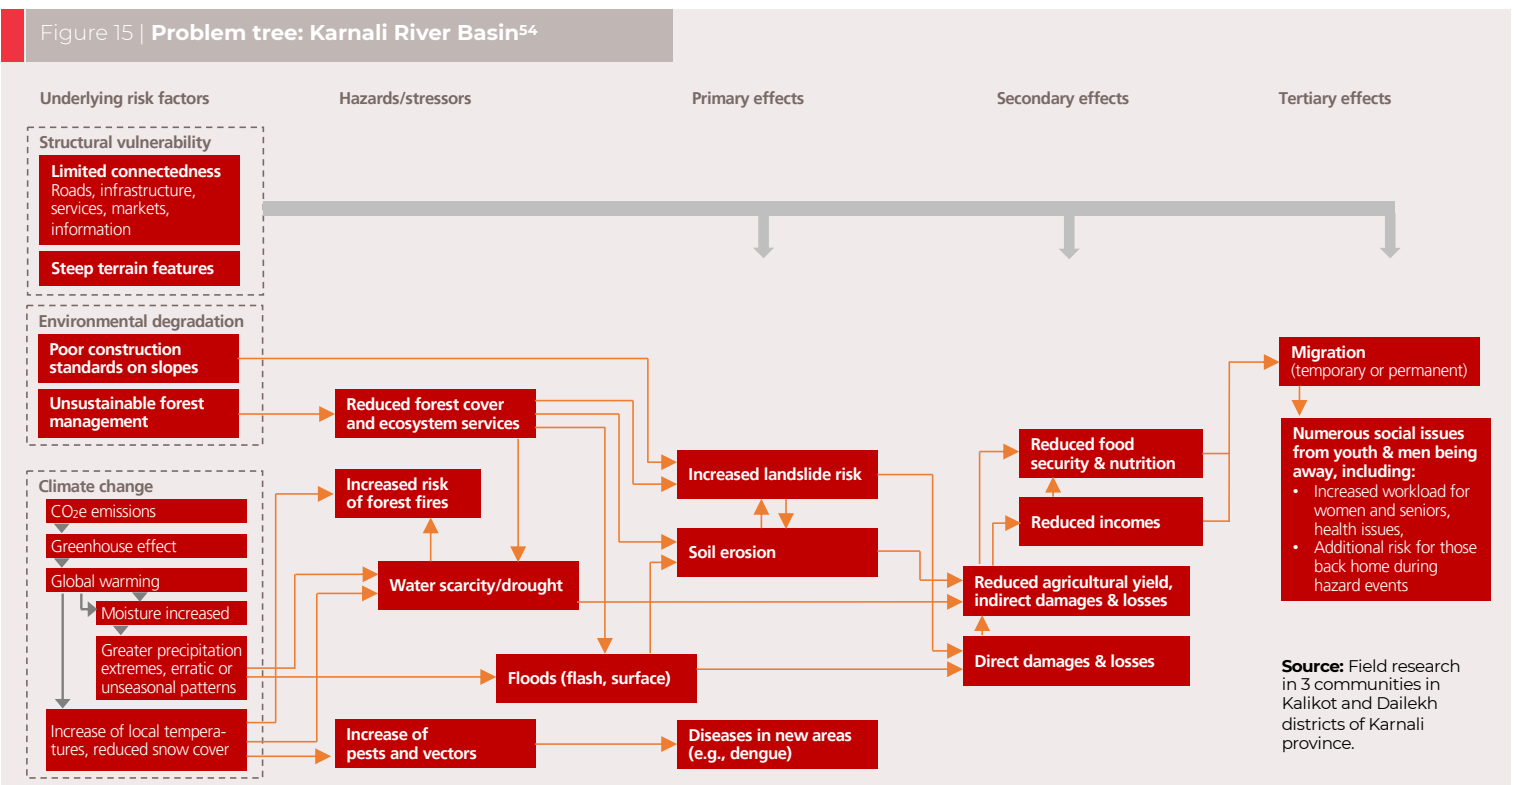 Figure 15 | Problem tree: Karnali River Basin⁵⁴
Underlying risk factors
Hazards/stressors
Primary effects
Secondary effects
Tertiary effects
Structural vulnerability
Limited connectedness
Roads, infrastructure,
services, markets,
information
Steep terrain features
Environmental degradation
Poor construction
standards on slopes
Unsustainable forest
management
Climate change
CO₂e emissions
Greenhouse effect
Global warming
Moisture increased
Greater precipitation
extremes, erratic or
unseasonal patterns
Increase of local tempera-
tures, reduced snow cover
Reduced forest cover
and ecosystem services
Increased risk
of forest fires
Water scarcity/drought
Floods (flash, surface)
Increase of
pests and vectors
Increased landslide risk
Soil erosion
Diseases in new areas
(e.g., dengue)
Reduced food
security & nutrition
Reduced incomes
Reduced agricultural yield,
indirect damages & losses
Direct damages & losses
Migration
(temporary or permanent)
Numerous social issues
from youth & men being
away, including:
• Increased workload for
women and seniors,
health issues,
• Additional risk for those
back home during
hazard events
Source: Field research
in 3 communities in
Kalikot and Dailekh
districts of Karnali
province.